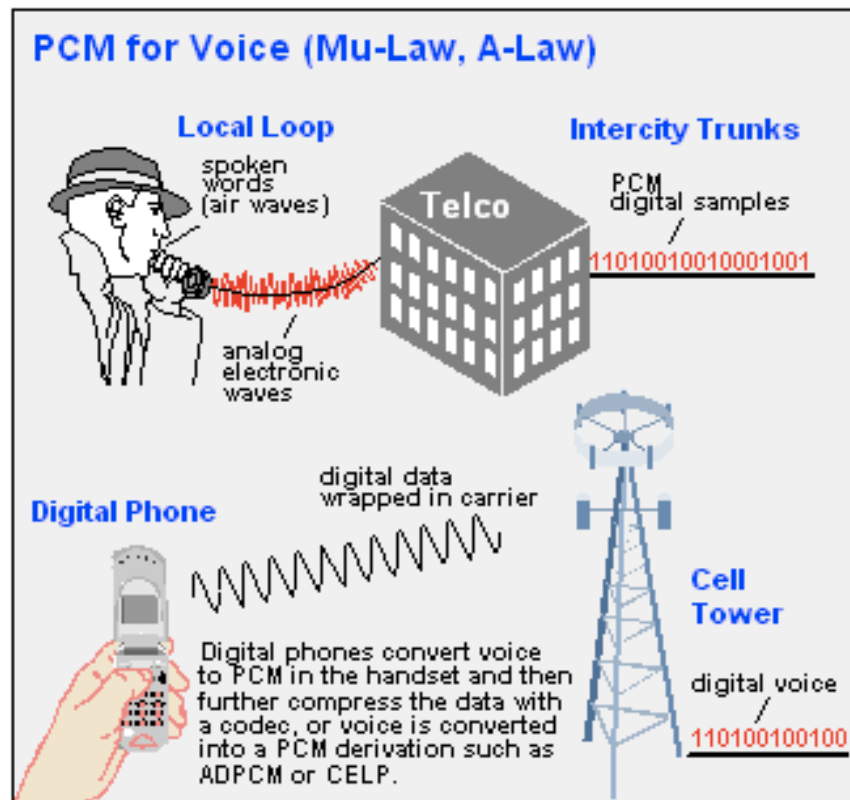 PCM for Voice (Mu-Law, A-Law)
Local Loop
Intercity Trunks
spoken
words
(air waves)
Telco
PCM
digital samples
11010010010001001
analog
electronic
waves
digital data
wrapped in carrier
Digital Phone
Cell
Tower
Digital phones convert voice
to PCM in the handset and then
further compress the data with
a codec, or voice is converted
into a PCM derivation such as
ADPCM or CELP.
digital voice
110100100100